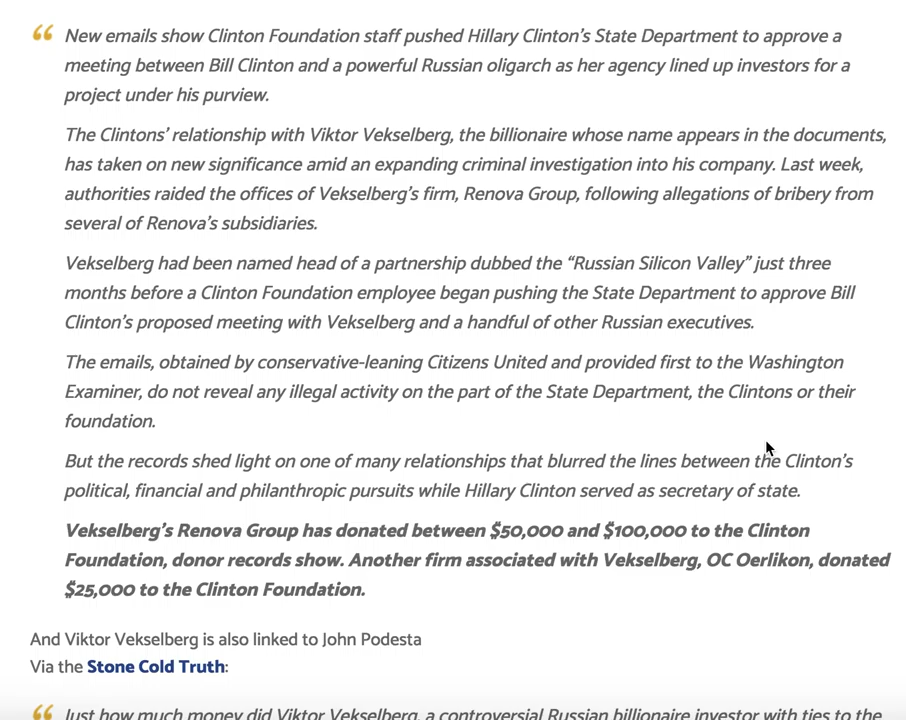 “ New emails show Clinton Foundation staff pushed Hillary Clinton’s State Department to approve a
meeting between Bill Clinton and a powerful Russian oligarch as her agency lined up investors for a
project under his purview.
The Clintons’ relationship with Viktor Vekselberg, the billionaire whose name appears in the documents,
has taken on new significance amid an expanding criminal investigation into his company. Last week,
authorities raided the offices of Vekselberg’s firm, Renova Group, following allegations of bribery from
several of Renova’s subsidiaries.
Vekselberg had been named head of a partnership dubbed the “Russian Silicon Valley” just three
months before a Clinton Foundation employee began pushing the State Department to approve Bill
Clinton’s proposed meeting with Vekselberg and a handful of other Russian executives.
The emails, obtained by conservative-leaning Citizens United and provided first to the Washington
Examiner, do not reveal any illegal activity on the part of the State Department, the Clintons or their
foundation.
But the records shed light on one of many relationships that blurred the lines between the Clinton’s
political, financial and philanthropic pursuits while Hillary Clinton served as secretary of state.
Vekselberg’s Renova Group has donated between $50,000 and $100,000 to the Clinton
Foundation, donor records show. Another firm associated with Vekselberg, OC Oerlikon, donated
$25,000 to the Clinton Foundation.
And Viktor Vekselberg is also linked to John Podesta
Via the Stone Cold Truth:
“ Just how much money did Viktor Vekselberg, a controversial Russian billionaire investor with ties to the